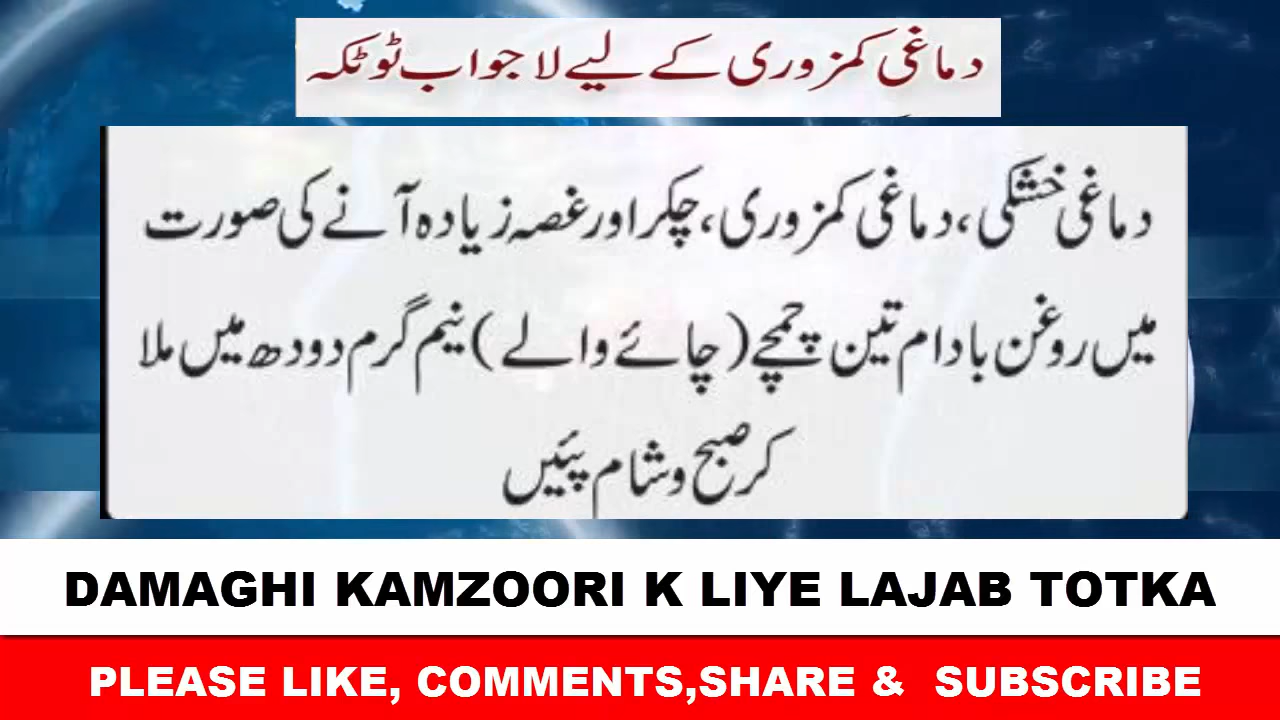 دماغی کمزوری کے لیے لاجواب ٹوٹکہ
دماغی خشکی، دماغی کمزوری، چکر اور غصہ زیادہ آنے کی صورت
میں روغن بادام تین چمچے (چائے والے) نیم گرم دودھ میں ملا
کر صبح و شام پئیں
DAMAGHI KAMZOORI K LIYE LAJAB TOTKA
PLEASE LIKE, COMMENTS,SHARE & SUBSCRIBE